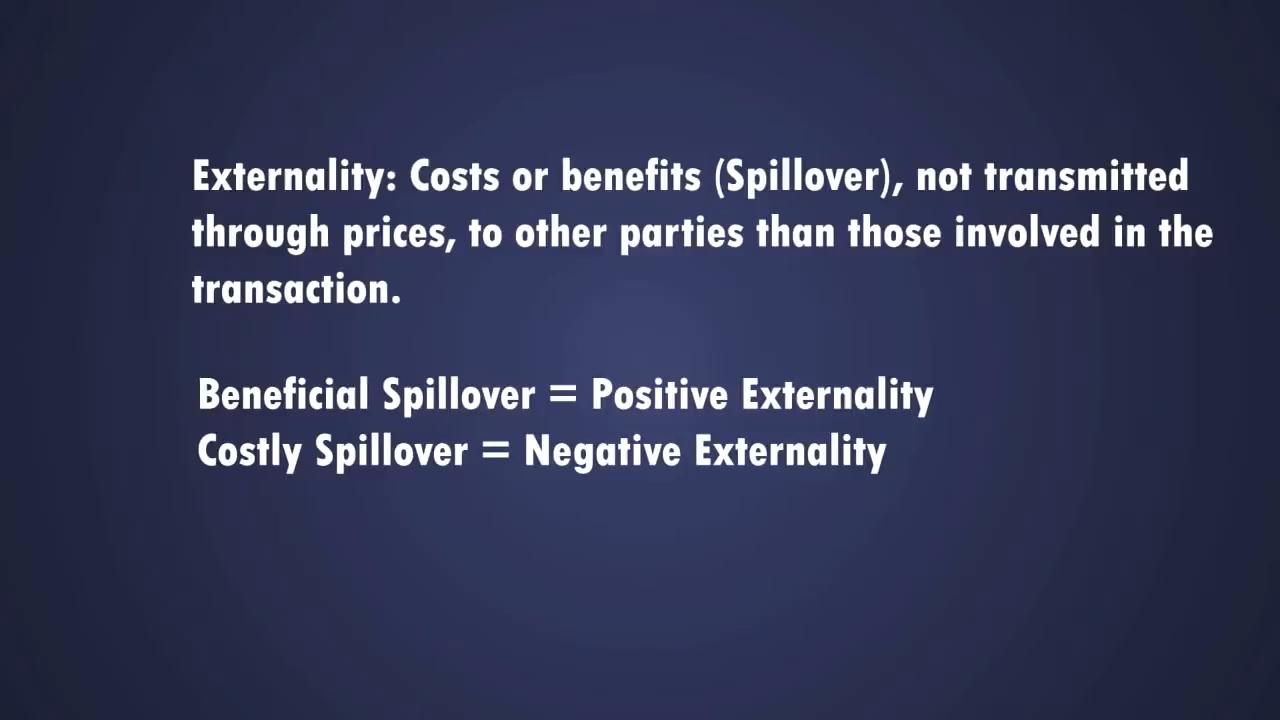 Externality: Costs or benefits (Spillover), not transmitted
through prices, to other parties than those involved in the
transaction.
Beneficial Spillover = Positive Externality
Costly Spillover = Negative Externality